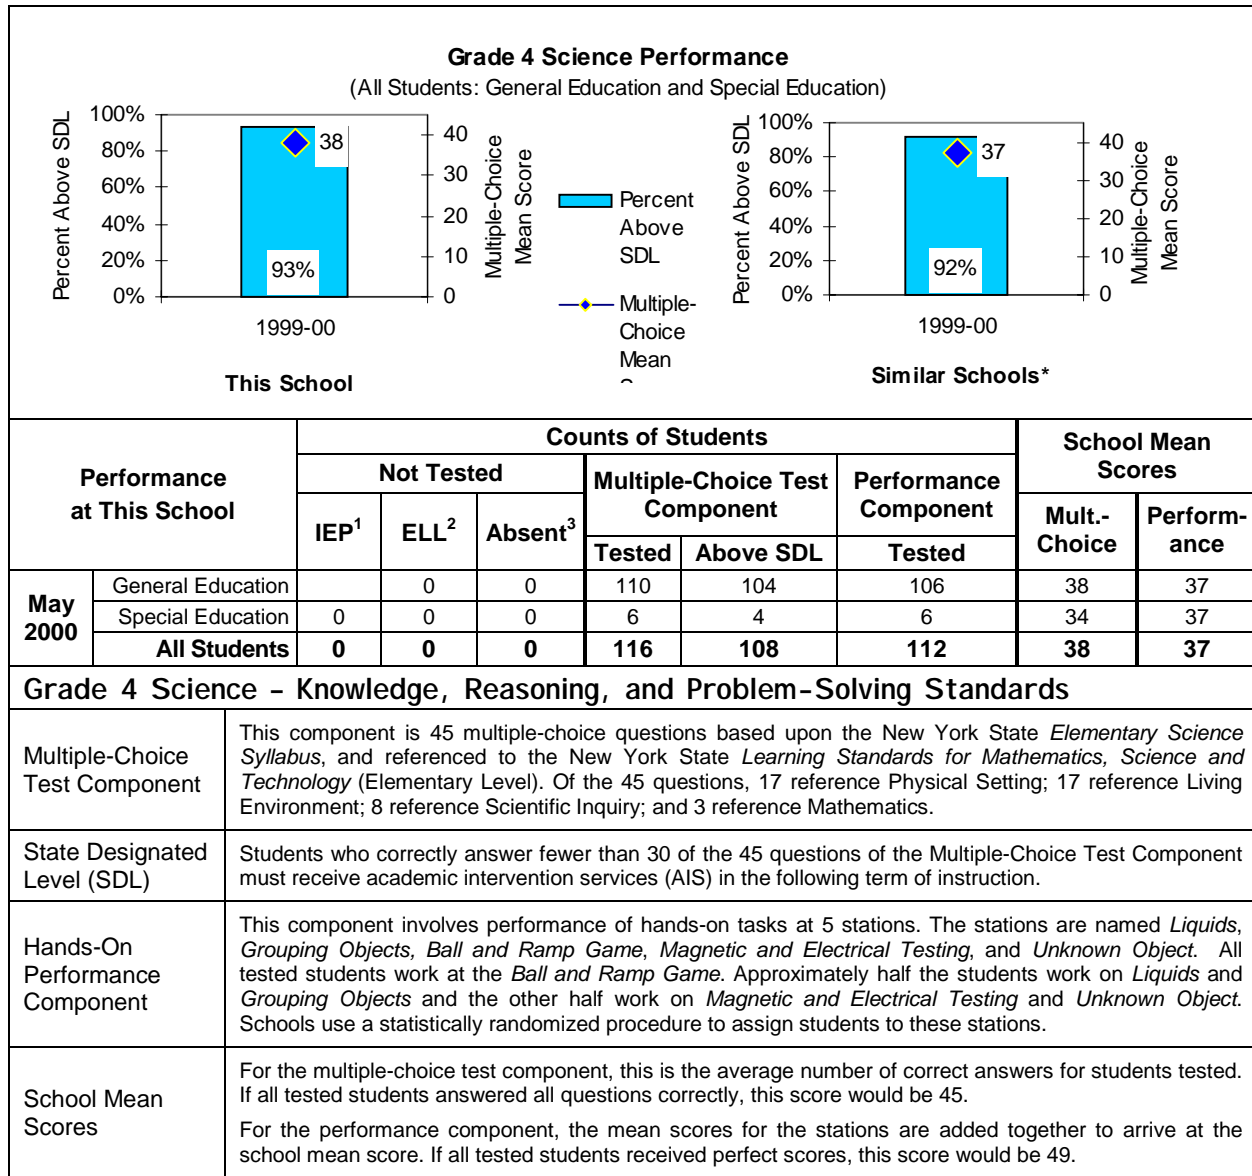 Grade 4 Science Performance
(All Students: General Education and Special Education)
Percent Above SDL
100%
80%
60%
40%
20%
0%
38
93%
40
30
20
10
0
Multiple-Choice
Mean Score
1999-00
This School
Percent
Above
SDL
Multiple-
Choice
Mean
Percent Above SDL
100%
80%
60%
40%
20%
0%
37
92%
40
30
20
10
0
Multiple-Choice
Mean Score
1999-00
Similar Schools*
Performance
at This School
Counts of Students
School Mean
Scores
Not Tested
Multiple-Choice Test
Component
Performance
Component
IEP1 ELL2 Absent3
Tested Above SDL Tested
Mult.-
Choice
Perform-
ance
May
2000
General Education 0 0 110 104 106 38 37
Special Education 0 0 0 6 4 6 34 37
All Students 0 0 0 116 108 112 38 37
Grade 4 Science – Knowledge, Reasoning, and Problem-Solving Standards
Multiple-Choice
Test Component
This component is 45 multiple-choice questions based upon the New York State Elementary Science
Syllabus, and referenced to the New York State Learning Standards for Mathematics, Science and
Technology (Elementary Level). Of the 45 questions, 17 reference Physical Setting; 17 reference Living
Environment; 8 reference Scientific Inquiry; and 3 reference Mathematics.
State Designated
Level (SDL)
Students who correctly answer fewer than 30 of the 45 questions of the Multiple-Choice Test Component
must receive academic intervention services (AIS) in the following term of instruction.
Hands-On
Performance
Component
This component involves performance of hands-on tasks at 5 stations. The stations are named Liquids,
Grouping Objects, Ball and Ramp Game, Magnetic and Electrical Testing, and Unknown Object. All
tested students work at the Ball and Ramp Game. Approximately half the students work on Liquids and
Grouping Objects and the other half work on Magnetic and Electrical Testing and Unknown Object.
Schools use a statistically randomized procedure to assign students to these stations.
School Mean
Scores
For the multiple-choice test component, this is the average number of correct answers for students tested.
If all tested students answered all questions correctly, this score would be 45.
For the performance component, the mean scores for the stations are added together to arrive at the
school mean score. If all tested students received perfect scores, this score would be 49.